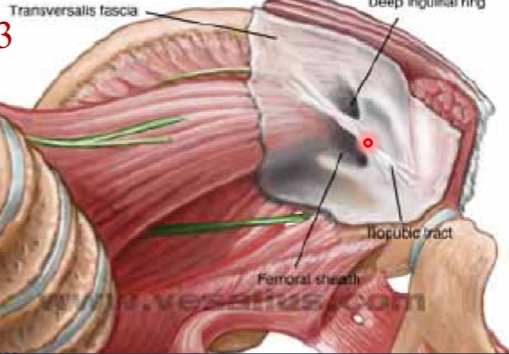 Transversalis fascia
Deep inguinal ring
3
Iliopubic tract
Femoral sheath
www.vesalius.com